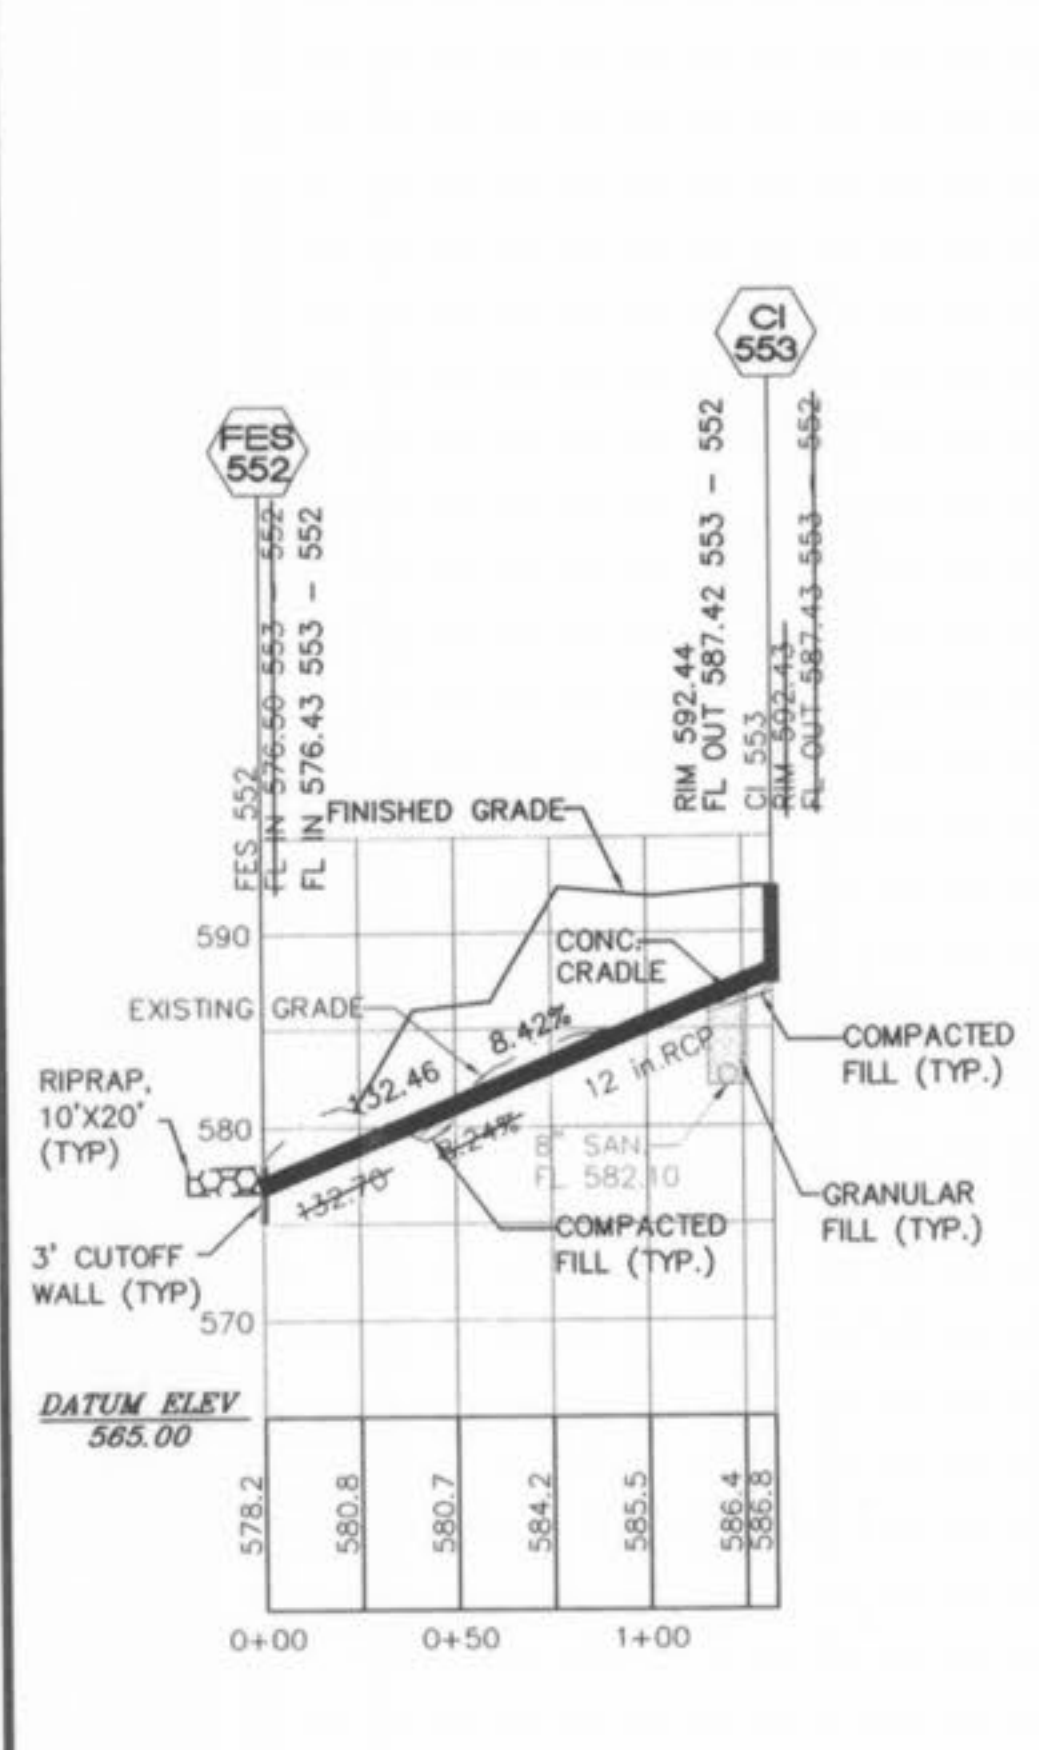 CI
553
FES
552
FES 552
FL IN 576.50 553 - 552
FL IN 576.43 553 - 552
RIM 592.44
FL OUT 587.42 553 - 552
CI 553
RIM 592.43
FL OUT 587.43 553 - 552
FINISHED GRADE
590
CONC.
CRADLE
EXISTING GRADE
8.42%
132.46
12 in.RCP
COMPACTED
FILL (TYP.)
RIPRAP,
10'X20'
(TYP)
580
8.24%
132.70
8" SAN.
FL 582.10
GRANULAR
FILL (TYP.)
COMPACTED
FILL (TYP.)
3' CUTOFF
WALL (TYP)
570
DATUM ELEV
565.00
578.2
580.8
580.7
584.2
585.5
586.4
586.8
0+00
0+50
1+00